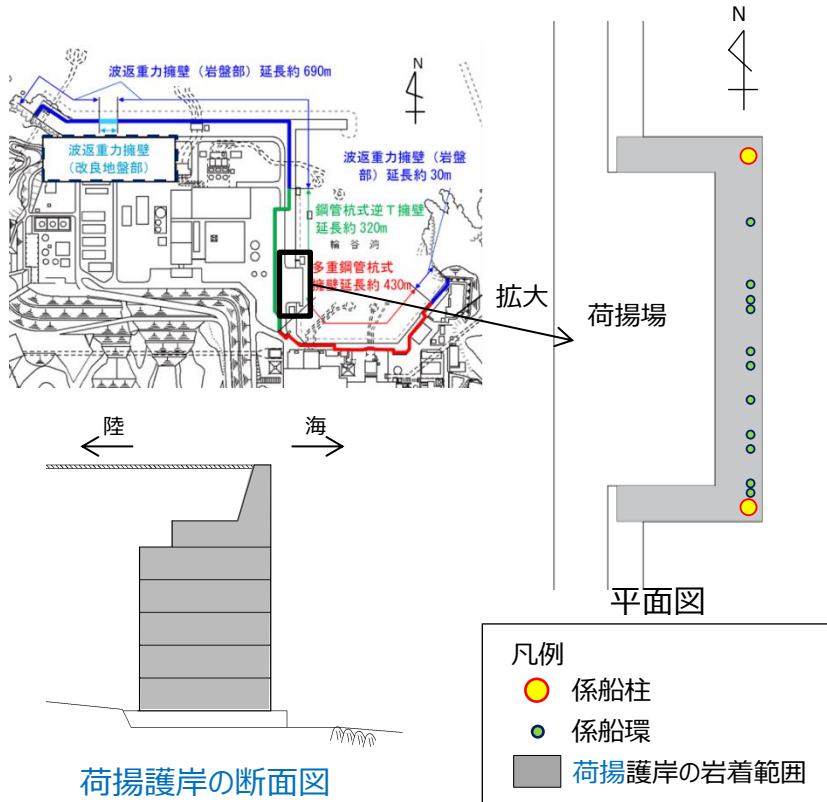 波返重力擁壁（岩盤部）延長約 690m
N
波返重力擁壁
（改良地盤部）
波返重力擁壁（岩盤
部）延長約 30m
鋼管杭式逆Ｔ擁壁
延長約 320m
輪 谷 湾
多重鋼管杭式
擁壁延長約 430m
拡大
N
荷揚場
陸
海
荷揚護岸の断面図
平面図
凡例
係船柱
係船環
荷揚護岸の岩着範囲